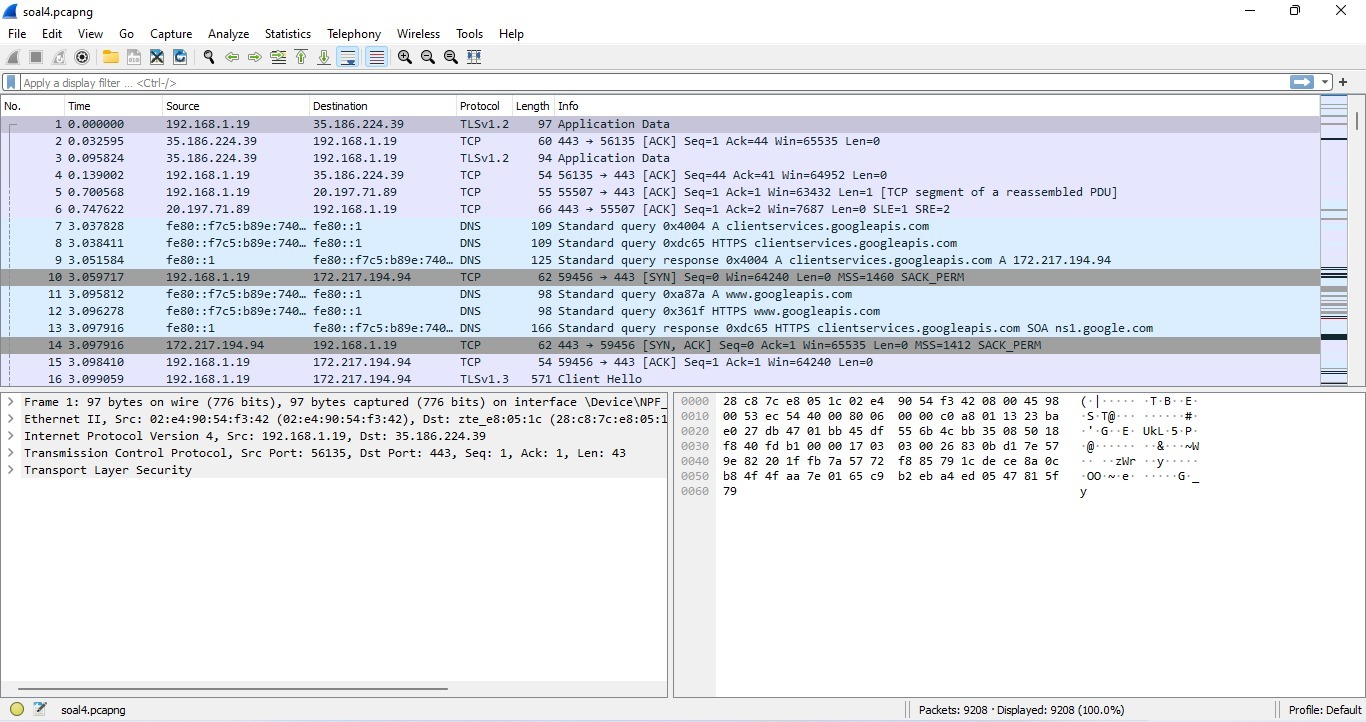 soal4.pcapng
File Edit View Go Capture Analyze Statistics Telephony Wireless Tools Help
Apply a display filter ... <Ctrl-/>
No. Time Source Destination Protocol Length Info
1 0.000000 192.168.1.19 35.186.224.39 TLSv1.2 97 Application Data
2 0.032595 35.186.224.39 192.168.1.19 TCP 60 443 → 56135 [ACK] Seq=1 Ack=44 Win=65535 Len=0
3 0.095824 35.186.224.39 192.168.1.19 TLSv1.2 94 Application Data
4 0.139002 192.168.1.19 35.186.224.39 TCP 54 56135 → 443 [ACK] Seq=44 Ack=41 Win=64952 Len=0
5 0.700568 192.168.1.19 20.197.71.89 TCP 55 55507 → 443 [ACK] Seq=1 Ack=1 Win=63432 Len=1 [TCP segment of a reassembled PDU]
6 0.747622 20.197.71.89 192.168.1.19 TCP 66 443 → 55507 [ACK] Seq=1 Ack=2 Win=7687 Len=0 SLE=1 SRE=2
7 3.037828 fe80::f7c5:b89e:740… fe80::1 DNS 109 Standard query 0x4004 A clientservices.googleapis.com
8 3.038411 fe80::f7c5:b89e:740… fe80::1 DNS 109 Standard query 0xdc65 HTTPS clientservices.googleapis.com
9 3.051584 fe80::1 fe80::f7c5:b89e:740… DNS 125 Standard query response 0x4004 A clientservices.googleapis.com A 172.217.194.94
10 3.059717 192.168.1.19 172.217.194.94 TCP 62 59456 → 443 [SYN] Seq=0 Win=64240 Len=0 MSS=1460 SACK_PERM
11 3.095812 fe80::f7c5:b89e:740… fe80::1 DNS 98 Standard query 0xa87a A www.googleapis.com
12 3.096278 fe80::f7c5:b89e:740… fe80::1 DNS 98 Standard query 0x361f HTTPS www.googleapis.com
13 3.097916 fe80::1 fe80::f7c5:b89e:740… DNS 166 Standard query response 0xdc65 HTTPS clientservices.googleapis.com SOA ns1.google.com
14 3.097916 172.217.194.94 192.168.1.19 TCP 62 443 → 59456 [SYN, ACK] Seq=0 Ack=1 Win=65535 Len=0 MSS=1412 SACK_PERM
15 3.098410 192.168.1.19 172.217.194.94 TCP 54 59456 → 443 [ACK] Seq=1 Ack=1 Win=64240 Len=0
16 3.099059 192.168.1.19 172.217.194.94 TLSv1.3 571 Client Hello
Frame 1: 97 bytes on wire (776 bits), 97 bytes captured (776 bits) on interface \Device\NPF_
Ethernet II, Src: 02:e4:90:54:f3:42 (02:e4:90:54:f3:42), Dst: zte_e8:05:1c (28:c8:7c:e8:05:1
Internet Protocol Version 4, Src: 192.168.1.19, Dst: 35.186.224.39
Transmission Control Protocol, Src Port: 56135, Dst Port: 443, Seq: 1, Ack: 1, Len: 43
Transport Layer Security
0000 28 c8 7c e8 05 1c 02 e4 90 54 f3 42 08 00 45 98 (·|····· ·T·B··E·
0010 00 53 ec 54 40 00 80 06 00 00 c0 a8 01 13 23 ba ·S·T@··· ······#·
0020 e0 27 db 47 01 bb 45 df 55 6b 4c bb 35 08 50 18 ·'·G··E· UkL·5·P·
0030 f8 40 fd b1 00 00 17 03 03 00 26 83 0b d1 7e 57 ·@······ ··&···~W
0040 9e 82 20 1f fb 7a 57 72 f8 85 79 1c de ce 8a 0c ·· ··zWr ··y·····
0050 b8 4f 4f aa 7e 01 65 c9 b2 eb a4 ed 05 47 81 5f ·OO·~·e· ·····G·_
0060 79 y
soal4.pcapng Packets: 9208 · Displayed: 9208 (100.0%) Profile: Default